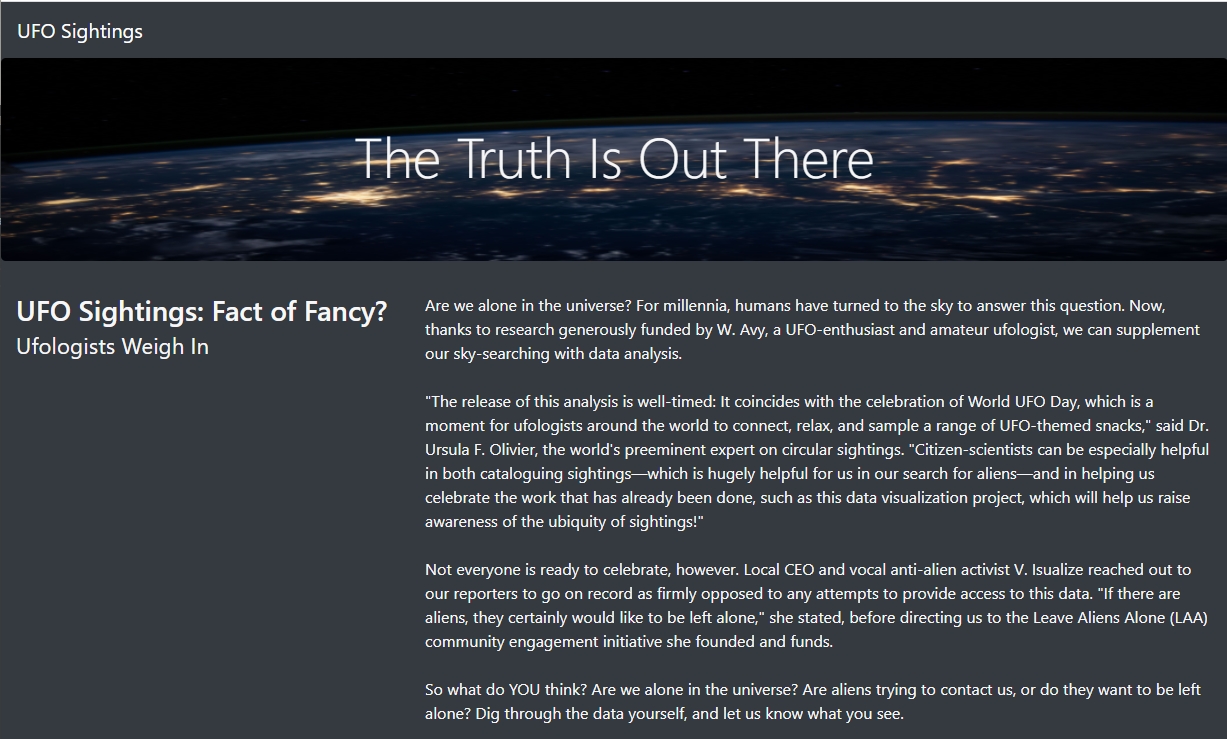 UFO Sightings
The Truth Is Out There
UFO Sightings: Fact of Fancy?
Ufologists Weigh In
Are we alone in the universe? For millennia, humans have turned to the sky to answer this question. Now,
thanks to research generously funded by W. Avy, a UFO-enthusiast and amateur ufologist, we can supplement
our sky-searching with data analysis.
"The release of this analysis is well-timed: It coincides with the celebration of World UFO Day, which is a
moment for ufologists around the world to connect, relax, and sample a range of UFO-themed snacks," said Dr.
Ursula F. Olivier, the world's preeminent expert on circular sightings. "Citizen-scientists can be especially helpful
in both cataloguing sightings—which is hugely helpful for us in our search for aliens—and in helping us
celebrate the work that has already been done, such as this data visualization project, which will help us raise
awareness of the ubiquity of sightings!"
Not everyone is ready to celebrate, however. Local CEO and vocal anti-alien activist V. Isualize reached out to
our reporters to go on record as firmly opposed to any attempts to provide access to this data. "If there are
aliens, they certainly would like to be left alone," she stated, before directing us to the Leave Aliens Alone (LAA)
community engagement initiative she founded and funds.
So what do YOU think? Are we alone in the universe? Are aliens trying to contact us, or do they want to be left
alone? Dig through the data yourself, and let us know what you see.